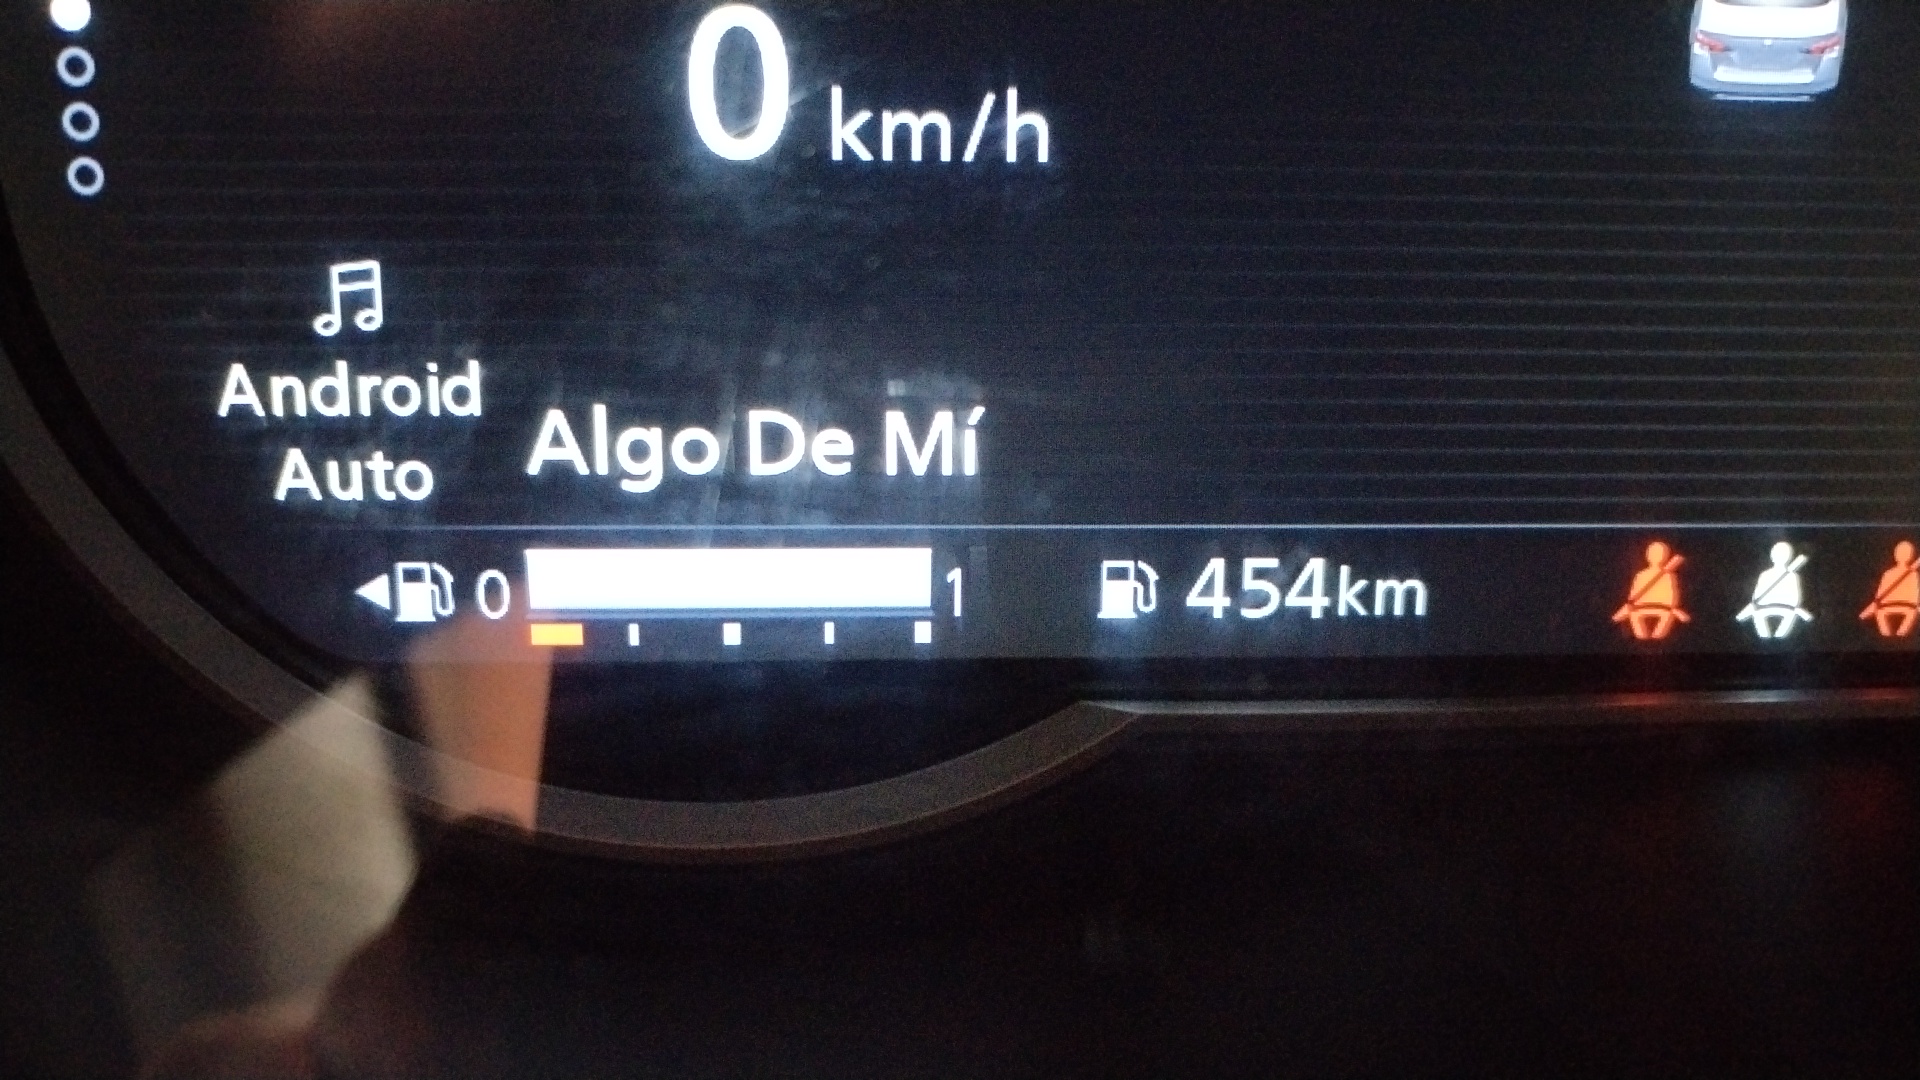 0 km/h
Android
Auto
Algo De Mí
0 1 454km